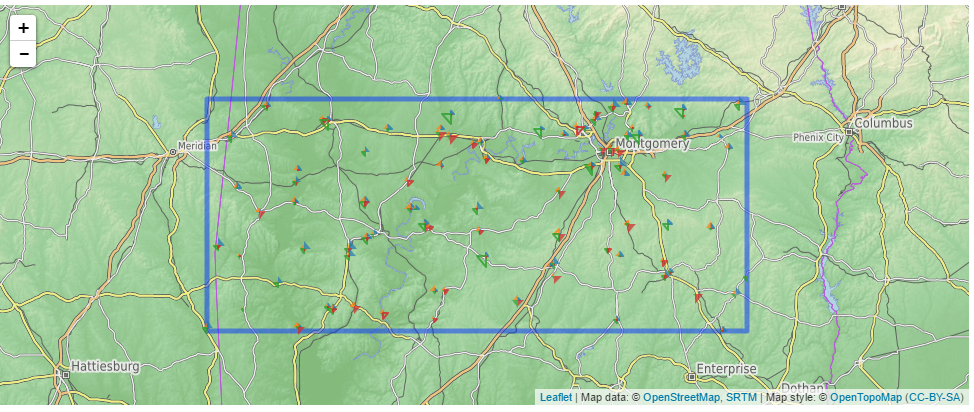 +
−
Columbus
Phenix City
Montgomery
Meridian
Hattiesburg
Enterprise
Dothan
Leaflet | Map data: © OpenStreetMap, SRTM | Map style: © OpenTopoMap (CC-BY-SA)